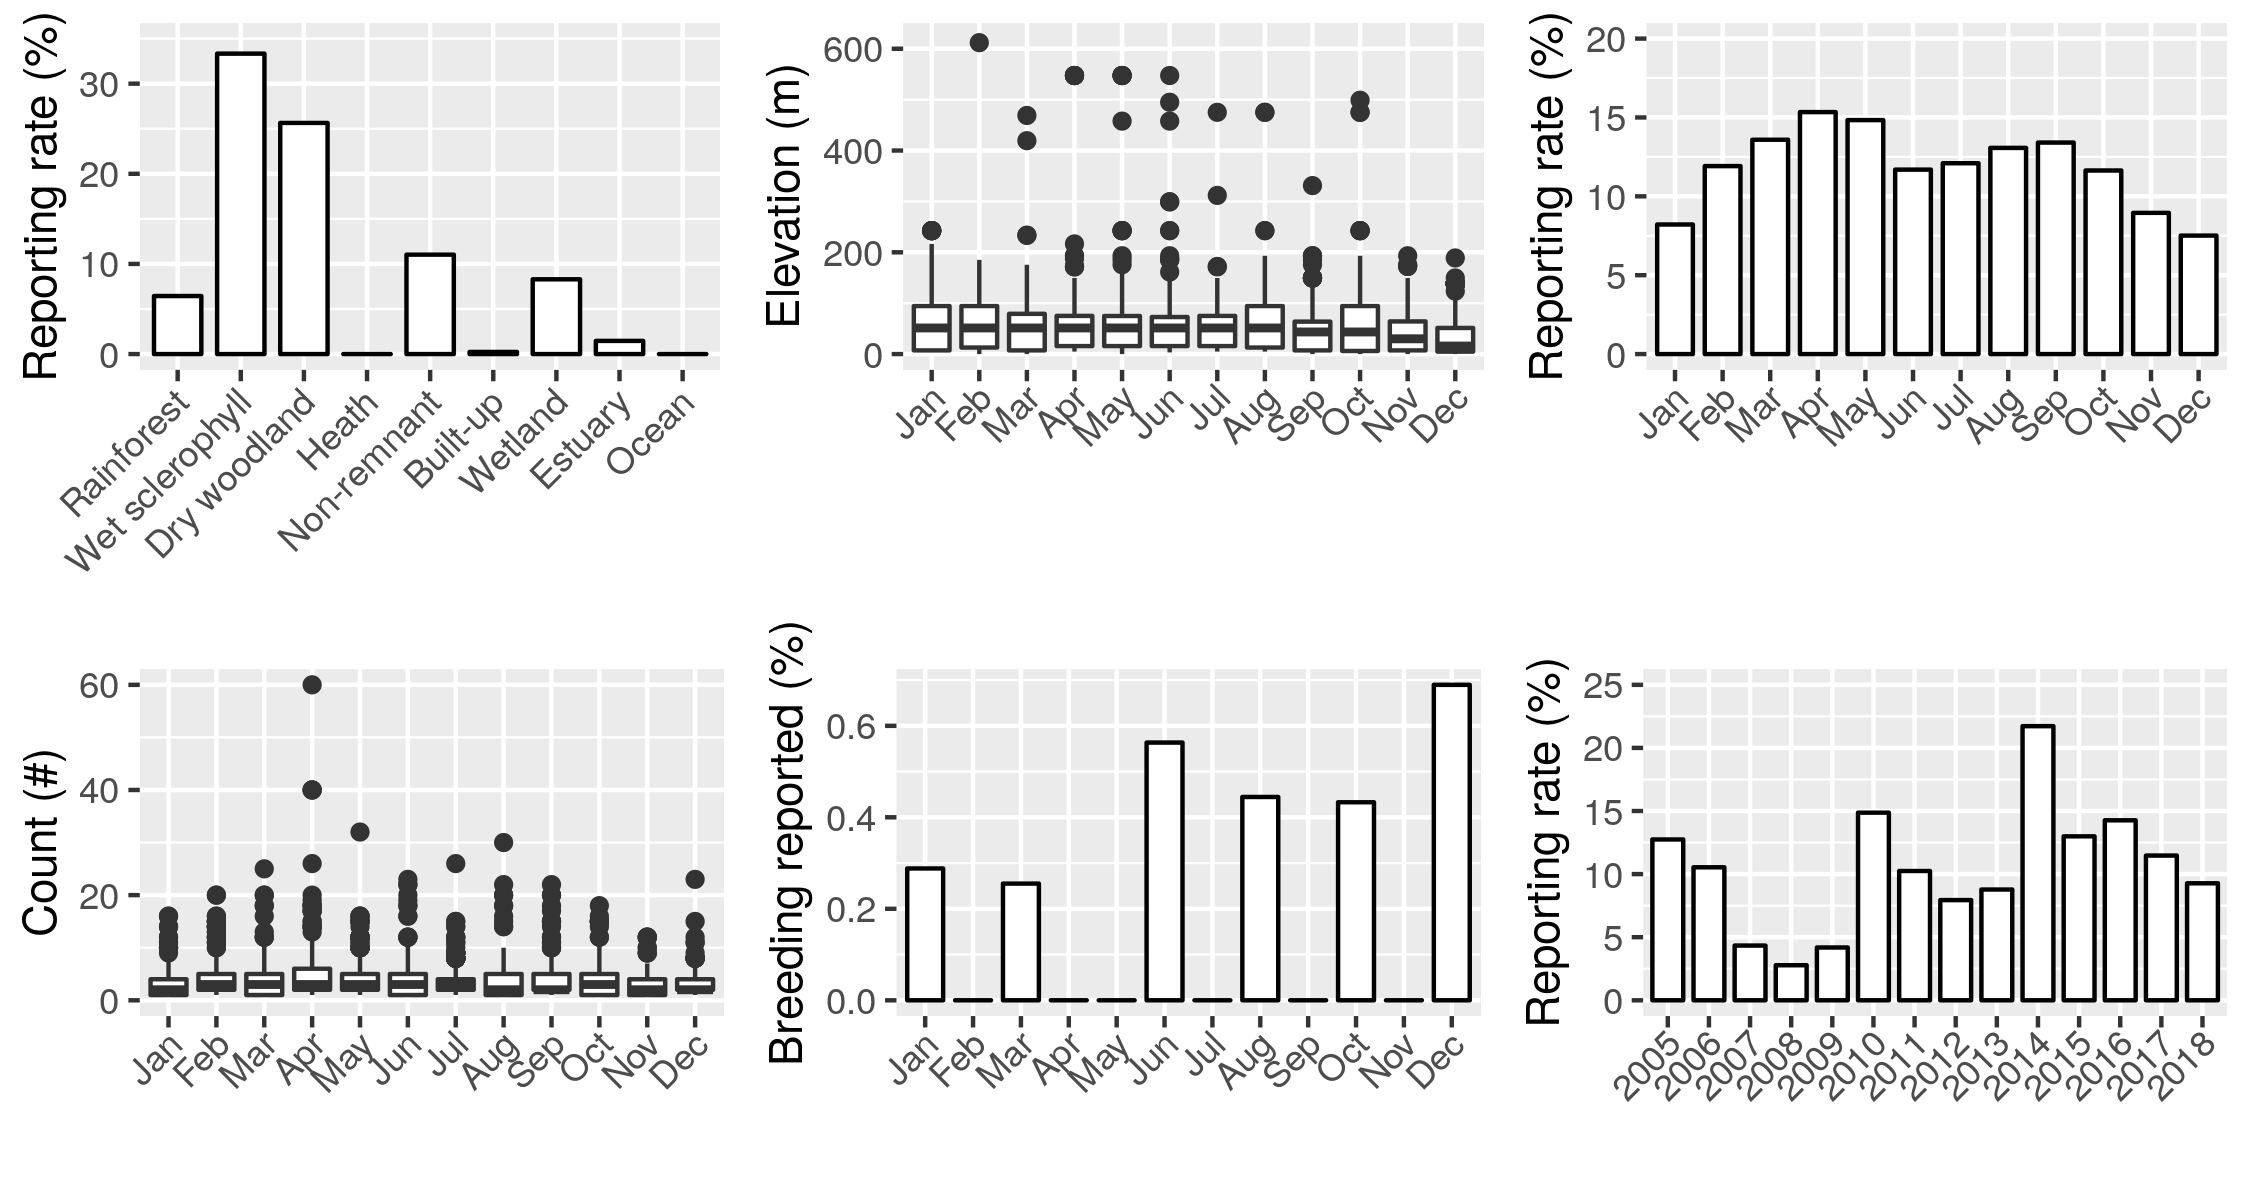 Reporting rate (%)
30
20
10
0
Rainforest
Wet sclerophyll
Dry woodland
Heath
Non-remnant
Built-up
Wetland
Estuary
Ocean
Elevation (m)
600
400
200
0
Jan
Feb
Mar
Apr
May
Jun
Jul
Aug
Sep
Oct
Nov
Dec
Reporting rate (%)
20
15
10
5
0
Jan
Feb
Mar
Apr
May
Jun
Jul
Aug
Sep
Oct
Nov
Dec
Count (#)
60
40
20
0
Jan
Feb
Mar
Apr
May
Jun
Jul
Aug
Sep
Oct
Nov
Dec
Breeding reported (%)
0.6
0.4
0.2
0.0
Jan
Feb
Mar
Apr
May
Jun
Jul
Aug
Sep
Oct
Nov
Dec
Reporting rate (%)
25
20
15
10
5
0
2005
2006
2007
2008
2009
2010
2011
2012
2013
2014
2015
2016
2017
2018